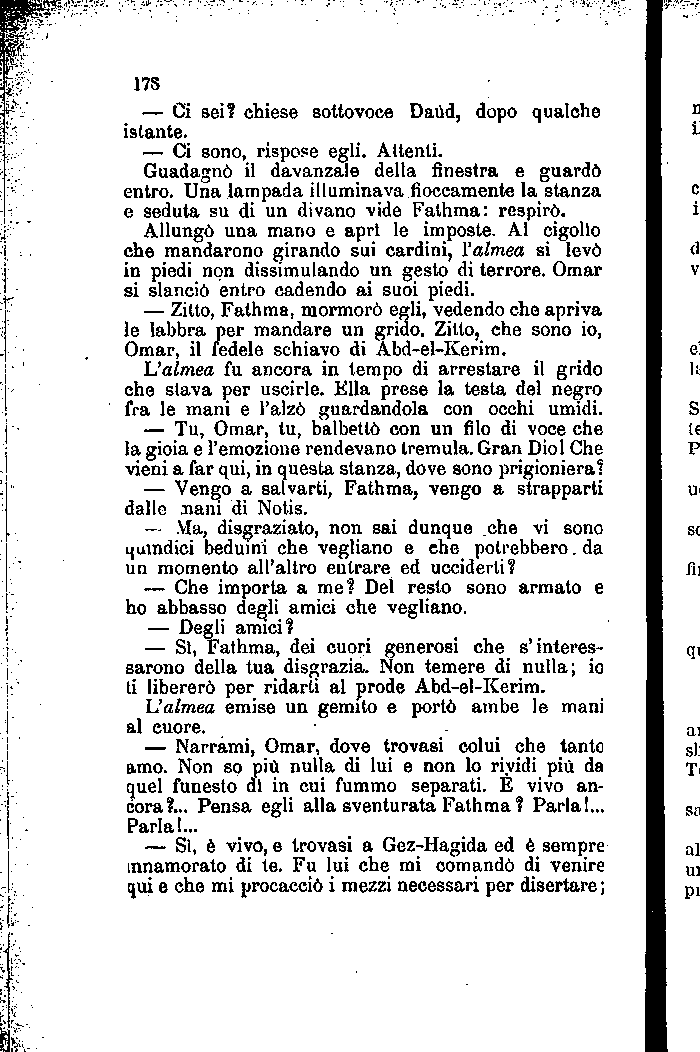 178
— Ci sei? chiese sottovoce Daùd, dopo qualche
istante.
— Ci sono, rispose egli. Attenti.
Guadagnò il davanzale della finestra e guardò
entro. Una lampada illuminava fioccamente la stanza
e seduta su di un divano vide Fathma: respirò.
Allungò una mano e aprì le imposte. Al cigolìo
che mandarono girando sui cardini, l'almea si levò
in piedi non dissimulando un gesto di terrore. Omar
si slanciò entro cadendo ai suoi piedi.
— Zitto, Fathma, mormorò egli, vedendo che apriva
le labbra per mandare un grido. Zitto, che sono io,
Omar, il fedele schiavo di Abd-el-Kerim.
L'almea fu ancora in tempo di arrestare il grido
che stava per uscirle. Ella prese la testa del negro
fra le mani e l'alzò guardandola con occhi umidi.
— Tu, Omar, tu, balbettò con un filo di voce che
la gioia e l'emozione rendevano tremula. Gran Dio! Che
vieni a far qui, in questa stanza, dove sono prigioniera?
— Vengo a salvarti, Fathma, vengo a strapparti
dalle mani di Notis.
— Ma, disgraziato, non sai dunque che vi sono
quindici beduini che vegliano e che potrebbero da
un momento all'altro entrare ed ucciderti?
— Che importa a me? Del resto sono armato e
ho abbasso degli amici che vegliano.
— Degli amici?
— Sì, Fathma, dei cuori generosi che s'interes-
sarono della tua disgrazia. Non temere di nulla; io
ti libererò per ridarti al prode Abd-el-Kerim.
L'almea emise un gemito e portò ambe le mani
al cuore.
— Narrami, Omar, dove trovasi colui che tanto
amo. Non so più nulla di lui e non lo rividi più da
quel funesto dì in cui fummo separati. È vivo an-
cora?... Pensa egli alla sventurata Fathma? Parla!...
Parla!...
— Sì, è vivo, e trovasi a Gez-Hagida ed è sempre
innamorato di te. Fu lui che mi comandò di venire
qui e che mi procacciò i mezzi necessari per disertare;